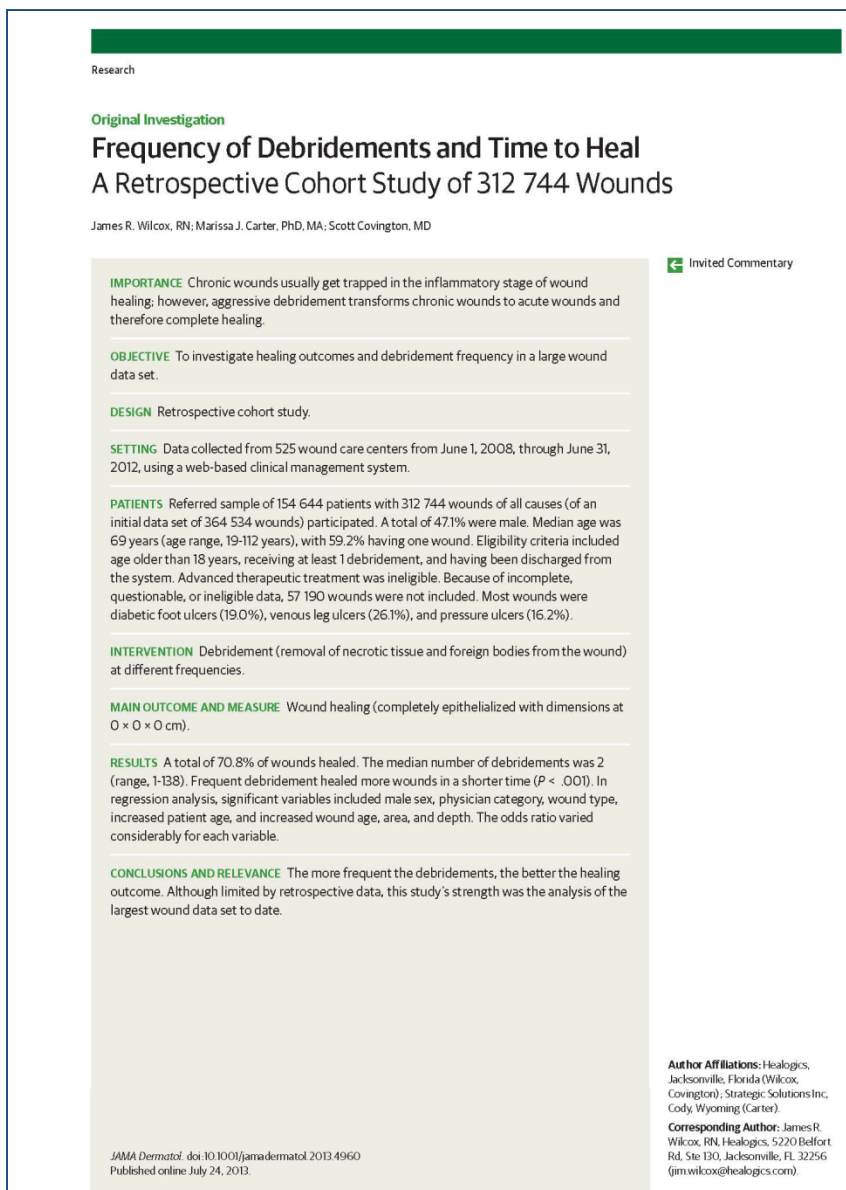 Research
Original Investigation
Frequency of Debridements and Time to Heal
A Retrospective Cohort Study of 312 744 Wounds
James R. Wilcox, RN; Marissa J. Carter, PhD, MA; Scott Covington, MD
Invited Commentary
IMPORTANCE Chronic wounds usually get trapped in the inflammatory stage of wound
healing; however, aggressive debridement transforms chronic wounds to acute wounds and
therefore complete healing.
OBJECTIVE To investigate healing outcomes and debridement frequency in a large wound
data set.
DESIGN Retrospective cohort study.
SETTING Data collected from 525 wound care centers from June 1, 2008, through June 31,
2012, using a web-based clinical management system.
PATIENTS Referred sample of 154 644 patients with 312 744 wounds of all causes (of an
initial data set of 364 534 wounds) participated. A total of 47.1% were male. Median age was
69 years (age range, 19-112 years), with 59.2% having one wound. Eligibility criteria included
age older than 18 years, receiving at least 1 debridement, and having been discharged from
the system. Advanced therapeutic treatment was ineligible. Because of incomplete,
questionable, or ineligible data, 57 190 wounds were not included. Most wounds were
diabetic foot ulcers (19.0%), venous leg ulcers (26.1%), and pressure ulcers (16.2%).
INTERVENTION Debridement (removal of necrotic tissue and foreign bodies from the wound)
at different frequencies.
MAIN OUTCOME AND MEASURE Wound healing (completely epithelialized with dimensions at
0 × 0 × 0 cm).
RESULTS A total of 70.8% of wounds healed. The median number of debridements was 2
(range, 1-138). Frequent debridement healed more wounds in a shorter time (P < .001). In
regression analysis, significant variables included male sex, physician category, wound type,
increased patient age, and increased wound age, area, and depth. The odds ratio varied
considerably for each variable.
CONCLUSIONS AND RELEVANCE The more frequent the debridements, the better the healing
outcome. Although limited by retrospective data, this study's strength was the analysis of the
largest wound data set to date.
JAMA Dermatol. doi:10.1001/jamadermatol.2013.4960
Published online July 24, 2013.
Author Affiliations: Healogics,
Jacksonville, Florida (Wilcox,
Covington); Strategic Solutions Inc,
Cody, Wyoming (Carter).
Corresponding Author: James R.
Wilcox, RN, Healogics, 5220 Belfort
Rd, Ste 130, Jacksonville, FL 32256
(jim.wilcox@healogics.com).